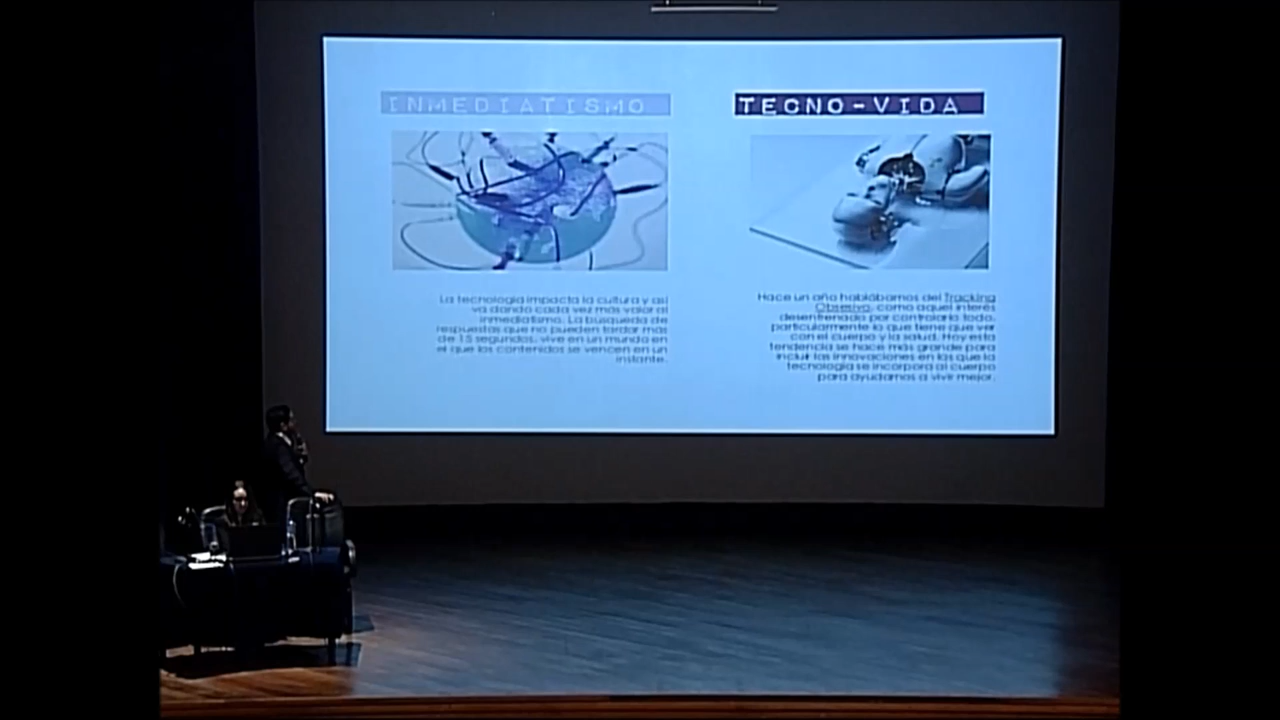 INMEDIATISMO
La tecnología impacta la cultura y así
va dando cada vez más valor al
inmediatismo. La búsqueda de
respuestas que no pueden tardar más
de 15 segundos, vive en un mundo en
el que los contenidos se vencen en un
instante.
TECNO-VIDA
Hace un año hablábamos del Tracking
Obsesivo, como aquel interés
desenfrenado por controlarlo todo,
particularmente lo que tiene que ver
con el cuerpo y la salud. Hoy esta
tendencia se hace más grande para
incluir las innovaciones en las que la
tecnología se incorpora al cuerpo
para ayudarnos a vivir mejor.